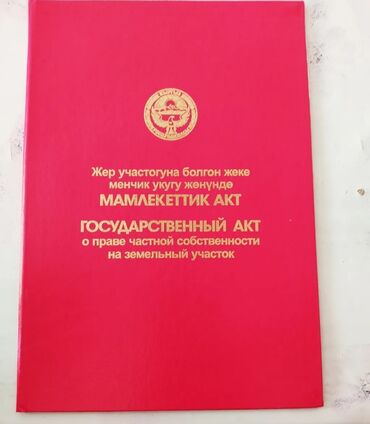 Жер участогуна болгон жеке
менчик укугу жөнүндө
МАМЛЕКЕТТИК АКТ
ГОСУДАРСТВЕННЫЙ АКТ
о праве частной собственности
на земельный участок